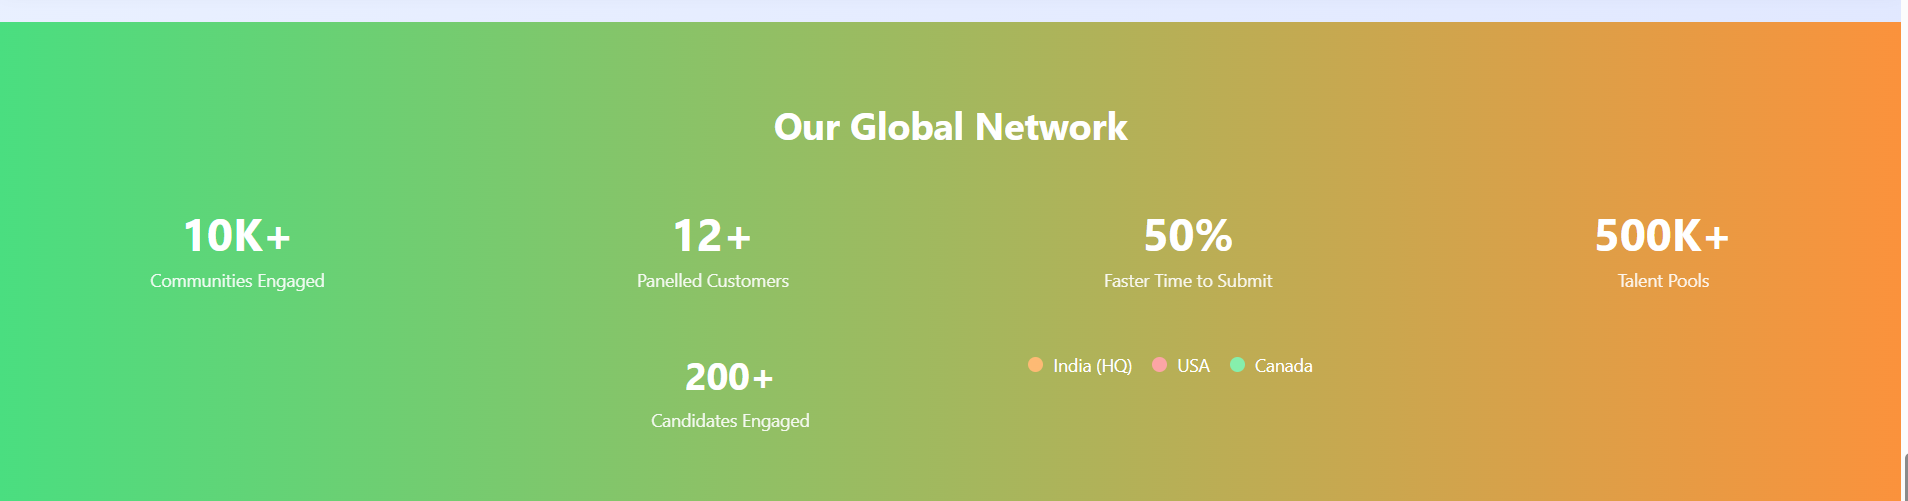 Our Global Network
10K+
Communities Engaged
12+
Panelled Customers
50%
Faster Time to Submit
500K+
Talent Pools
200+
Candidates Engaged
India (HQ) USA Canada